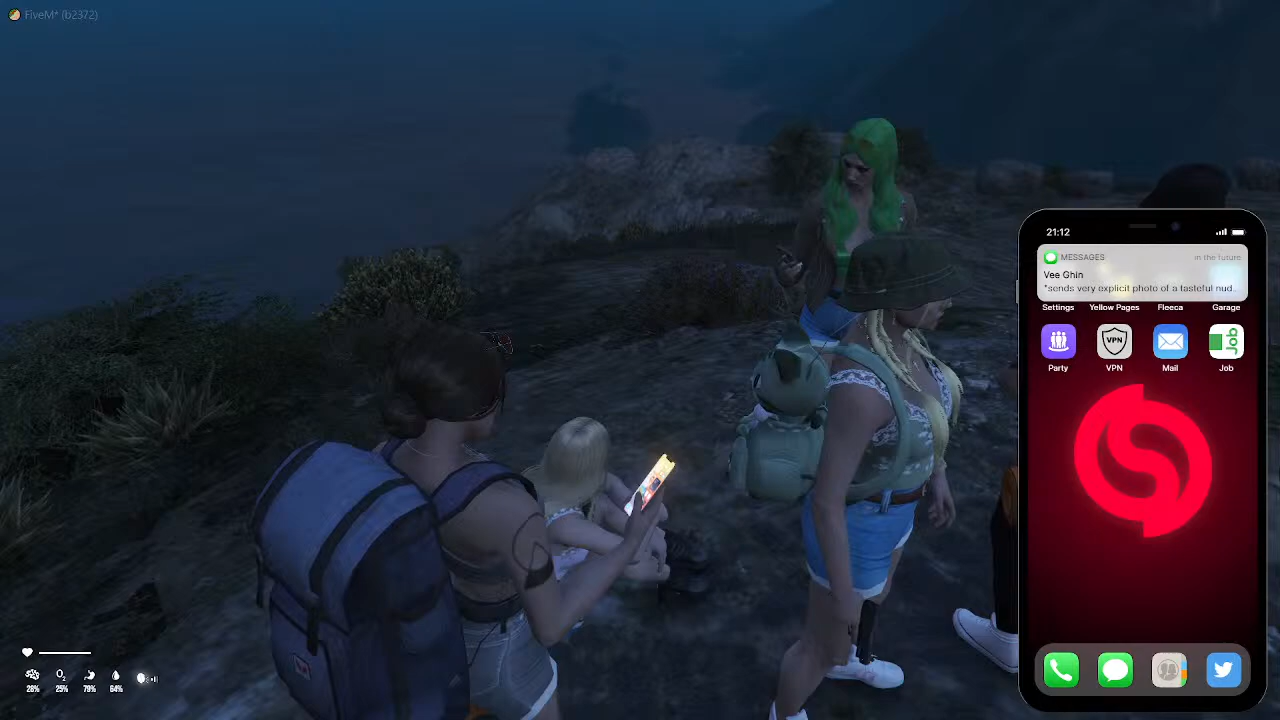 FiveM* (b2372)
21:12
MESSAGES
in the future
Vee Ghin
*sends very explicit photo of a tasteful nud..
Settings Yellow Pages Fleeca Garage
VPN
Job
Party VPN Mail Job
28% 25% 79% 64%